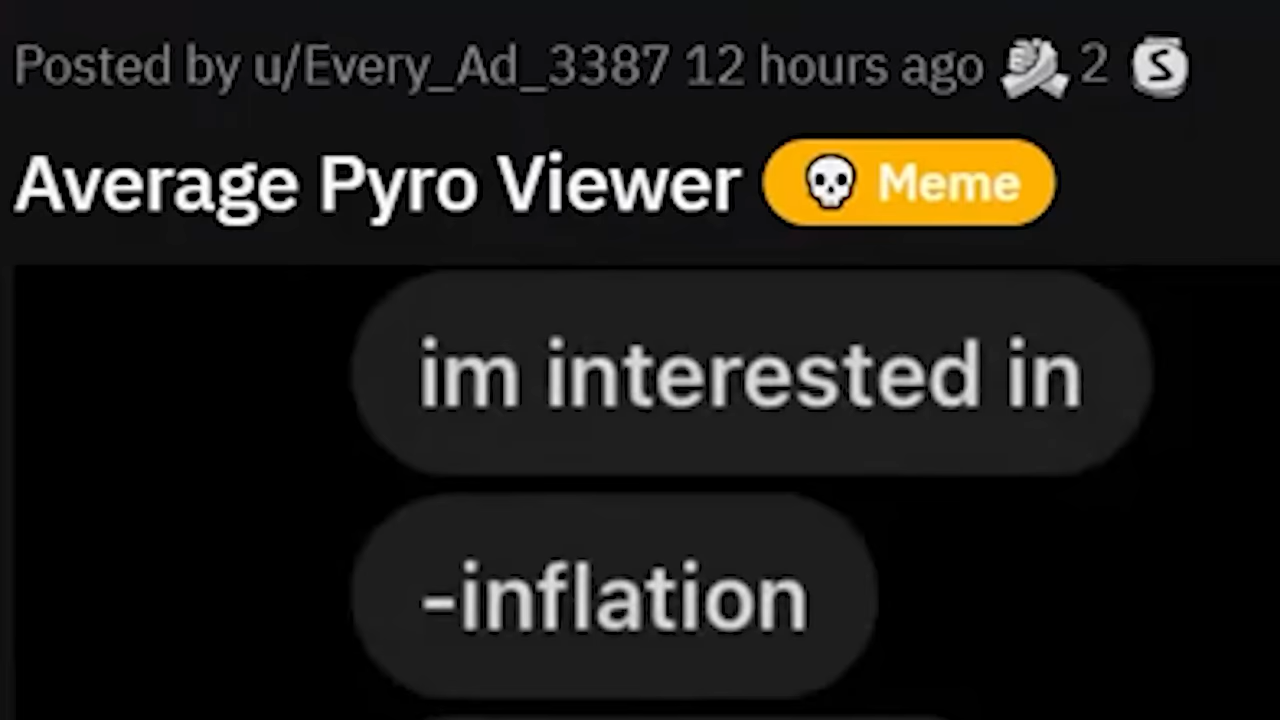 Posted by u/Every_Ad_3387 12 hours ago 2 S
Average Pyro Viewer Meme
im interested in
-inflation